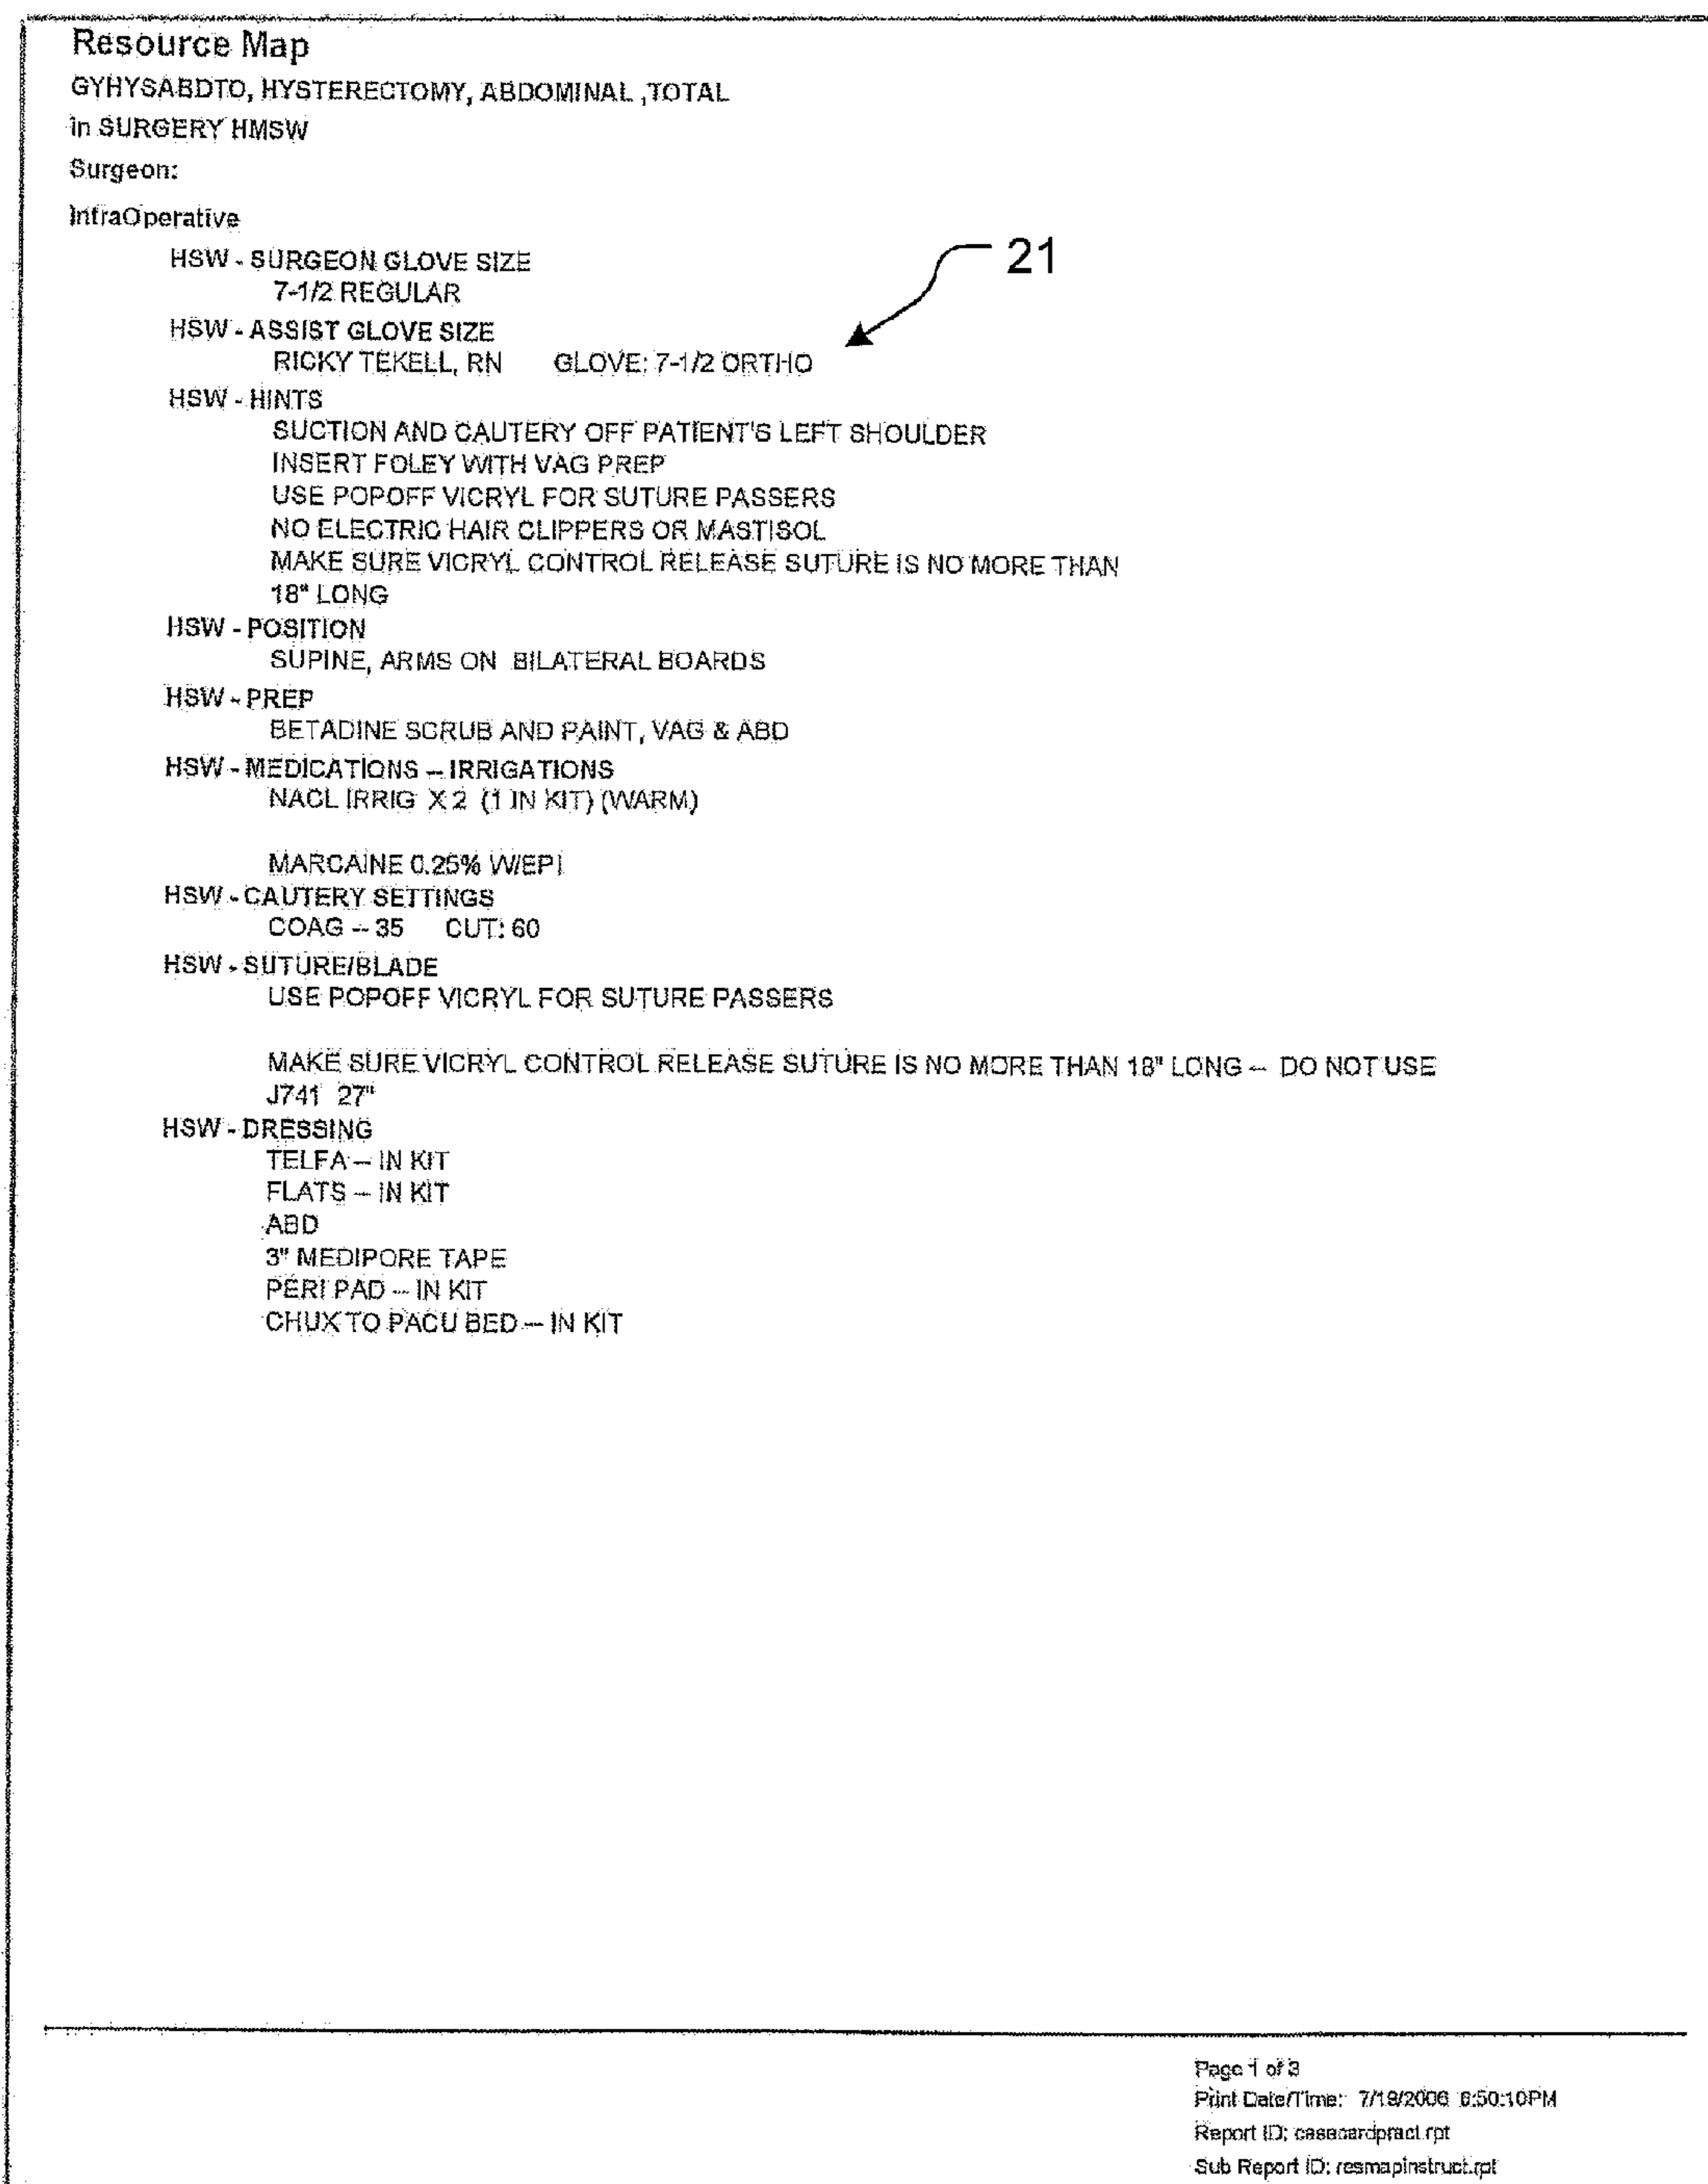 Resource Map
GYHYSABDTO, HYSTERECTOMY, ABDOMINAL ,TOTAL
in SURGERY HMSW
Surgeon:
IntraOperative
HSW - SURGEON GLOVE SIZE
7-1/2 REGULAR
21
HSW - ASSIST GLOVE SIZE
RICKY TEKELL, RN GLOVE: 7-1/2 ORTHO
HSW - HINTS
SUCTION AND CAUTERY OFF PATIENT'S LEFT SHOULDER
INSERT FOLEY WITH VAG PREP
USE POPOFF VICRYL FOR SUTURE PASSERS
NO ELECTRIC HAIR CLIPPERS OR MASTISOL
MAKE SURE VICRYL CONTROL RELEASE SUTURE IS NO MORE THAN
18" LONG
HSW - POSITION
SUPINE, ARMS ON BILATERAL BOARDS
HSW - PREP
BETADINE SCRUB AND PAINT, VAG & ABD
HSW - MEDICATIONS -- IRRIGATIONS
NACL IRRIG X 2 (1 IN KIT) (WARM)
MARCAINE 0.25% W/EPI
HSW - CAUTERY SETTINGS
COAG -- 35 CUT: 60
HSW - SUTURE/BLADE
USE POPOFF VICRYL FOR SUTURE PASSERS
MAKE SURE VICRYL CONTROL RELEASE SUTURE IS NO MORE THAN 18" LONG -- DO NOT USE
J741 27"
HSW - DRESSING
TELFA -- IN KIT
FLATS -- IN KIT
ABD
3" MEDIPORE TAPE
PERI PAD -- IN KIT
CHUX TO PACU BED -- IN KIT
Page 1 of 3
Print Date/Time: 6:50:10PM
Report ID: casecardpract.rpt
Sub Report ID: resmapinstruct.rpt